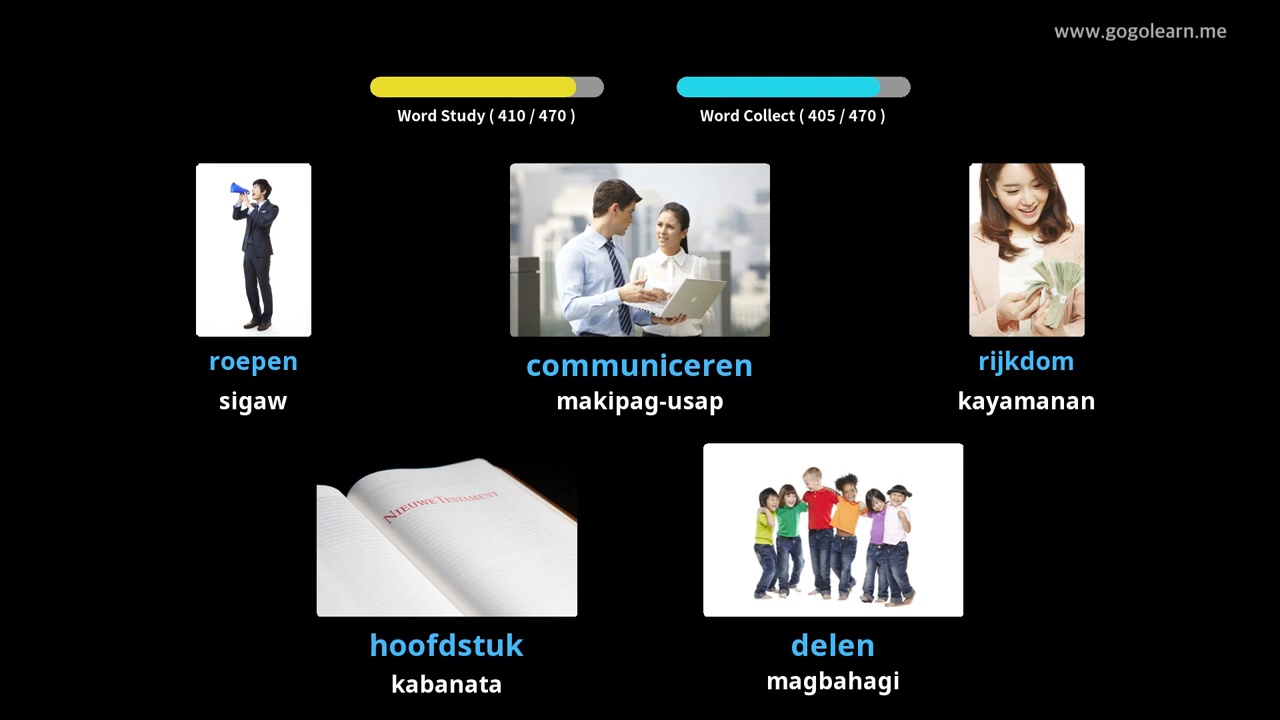 www.gogolearn.me
Word Study ( 410 / 470 )
Word Collect ( 405 / 470 )
roepen
sigaw
communiceren
makipag-usap
rijkdom
kayamanan
NIEUWE TESTAMENT
hoofdstuk
kabanata
delen
magbahagi